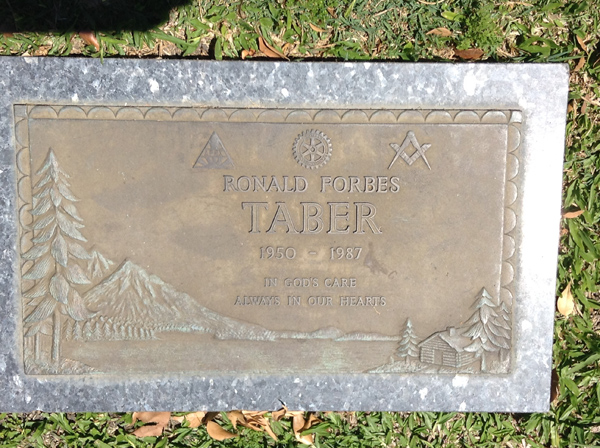 RONALD FORBES
TABER
1950 - 1987
IN GOD'S CARE
ALWAYS IN OUR HEARTS